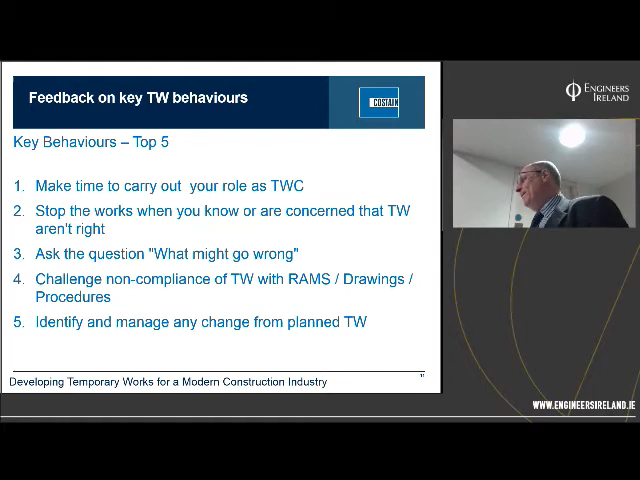 Feedback on key TW behaviours
COSTAIN
ENGINEERS
IRELAND
Key Behaviours – Top 5
1. Make time to carry out your role as TWC
2. Stop the works when you know or are concerned that TW
aren't right
3. Ask the question "What might go wrong"
4. Challenge non-compliance of TW with RAMS / Drawings /
Procedures
5. Identify and manage any change from planned TW
Developing Temporary Works for a Modern Construction Industry
WWW.ENGINEERSIRELAND.IE